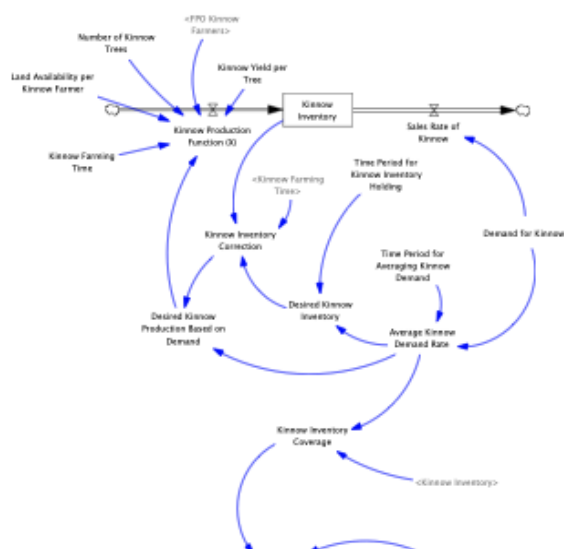 <FPO Kinnow
Farmers>
Number of Kinnow
Trees
Kinnow Yield per
Tree
Land Availability per
Kinnow Farmer
Kinnow
Inventory
Kinnow Production
Function (K)
Sales Rate of
Kinnow
Kinnow Farming
Time
Time Period for
Kinnow Inventory
Holding
<Kinnow Farming
Time>
Kinnow Inventory
Correction
Demand for Kinnow
Time Period for
Averaging Kinnow
Demand
Desired Kinnow
Inventory
Desired Kinnow
Production Based on
Demand
Average Kinnow
Demand Rate
Kinnow Inventory
Coverage
<Kinnow Inventory>